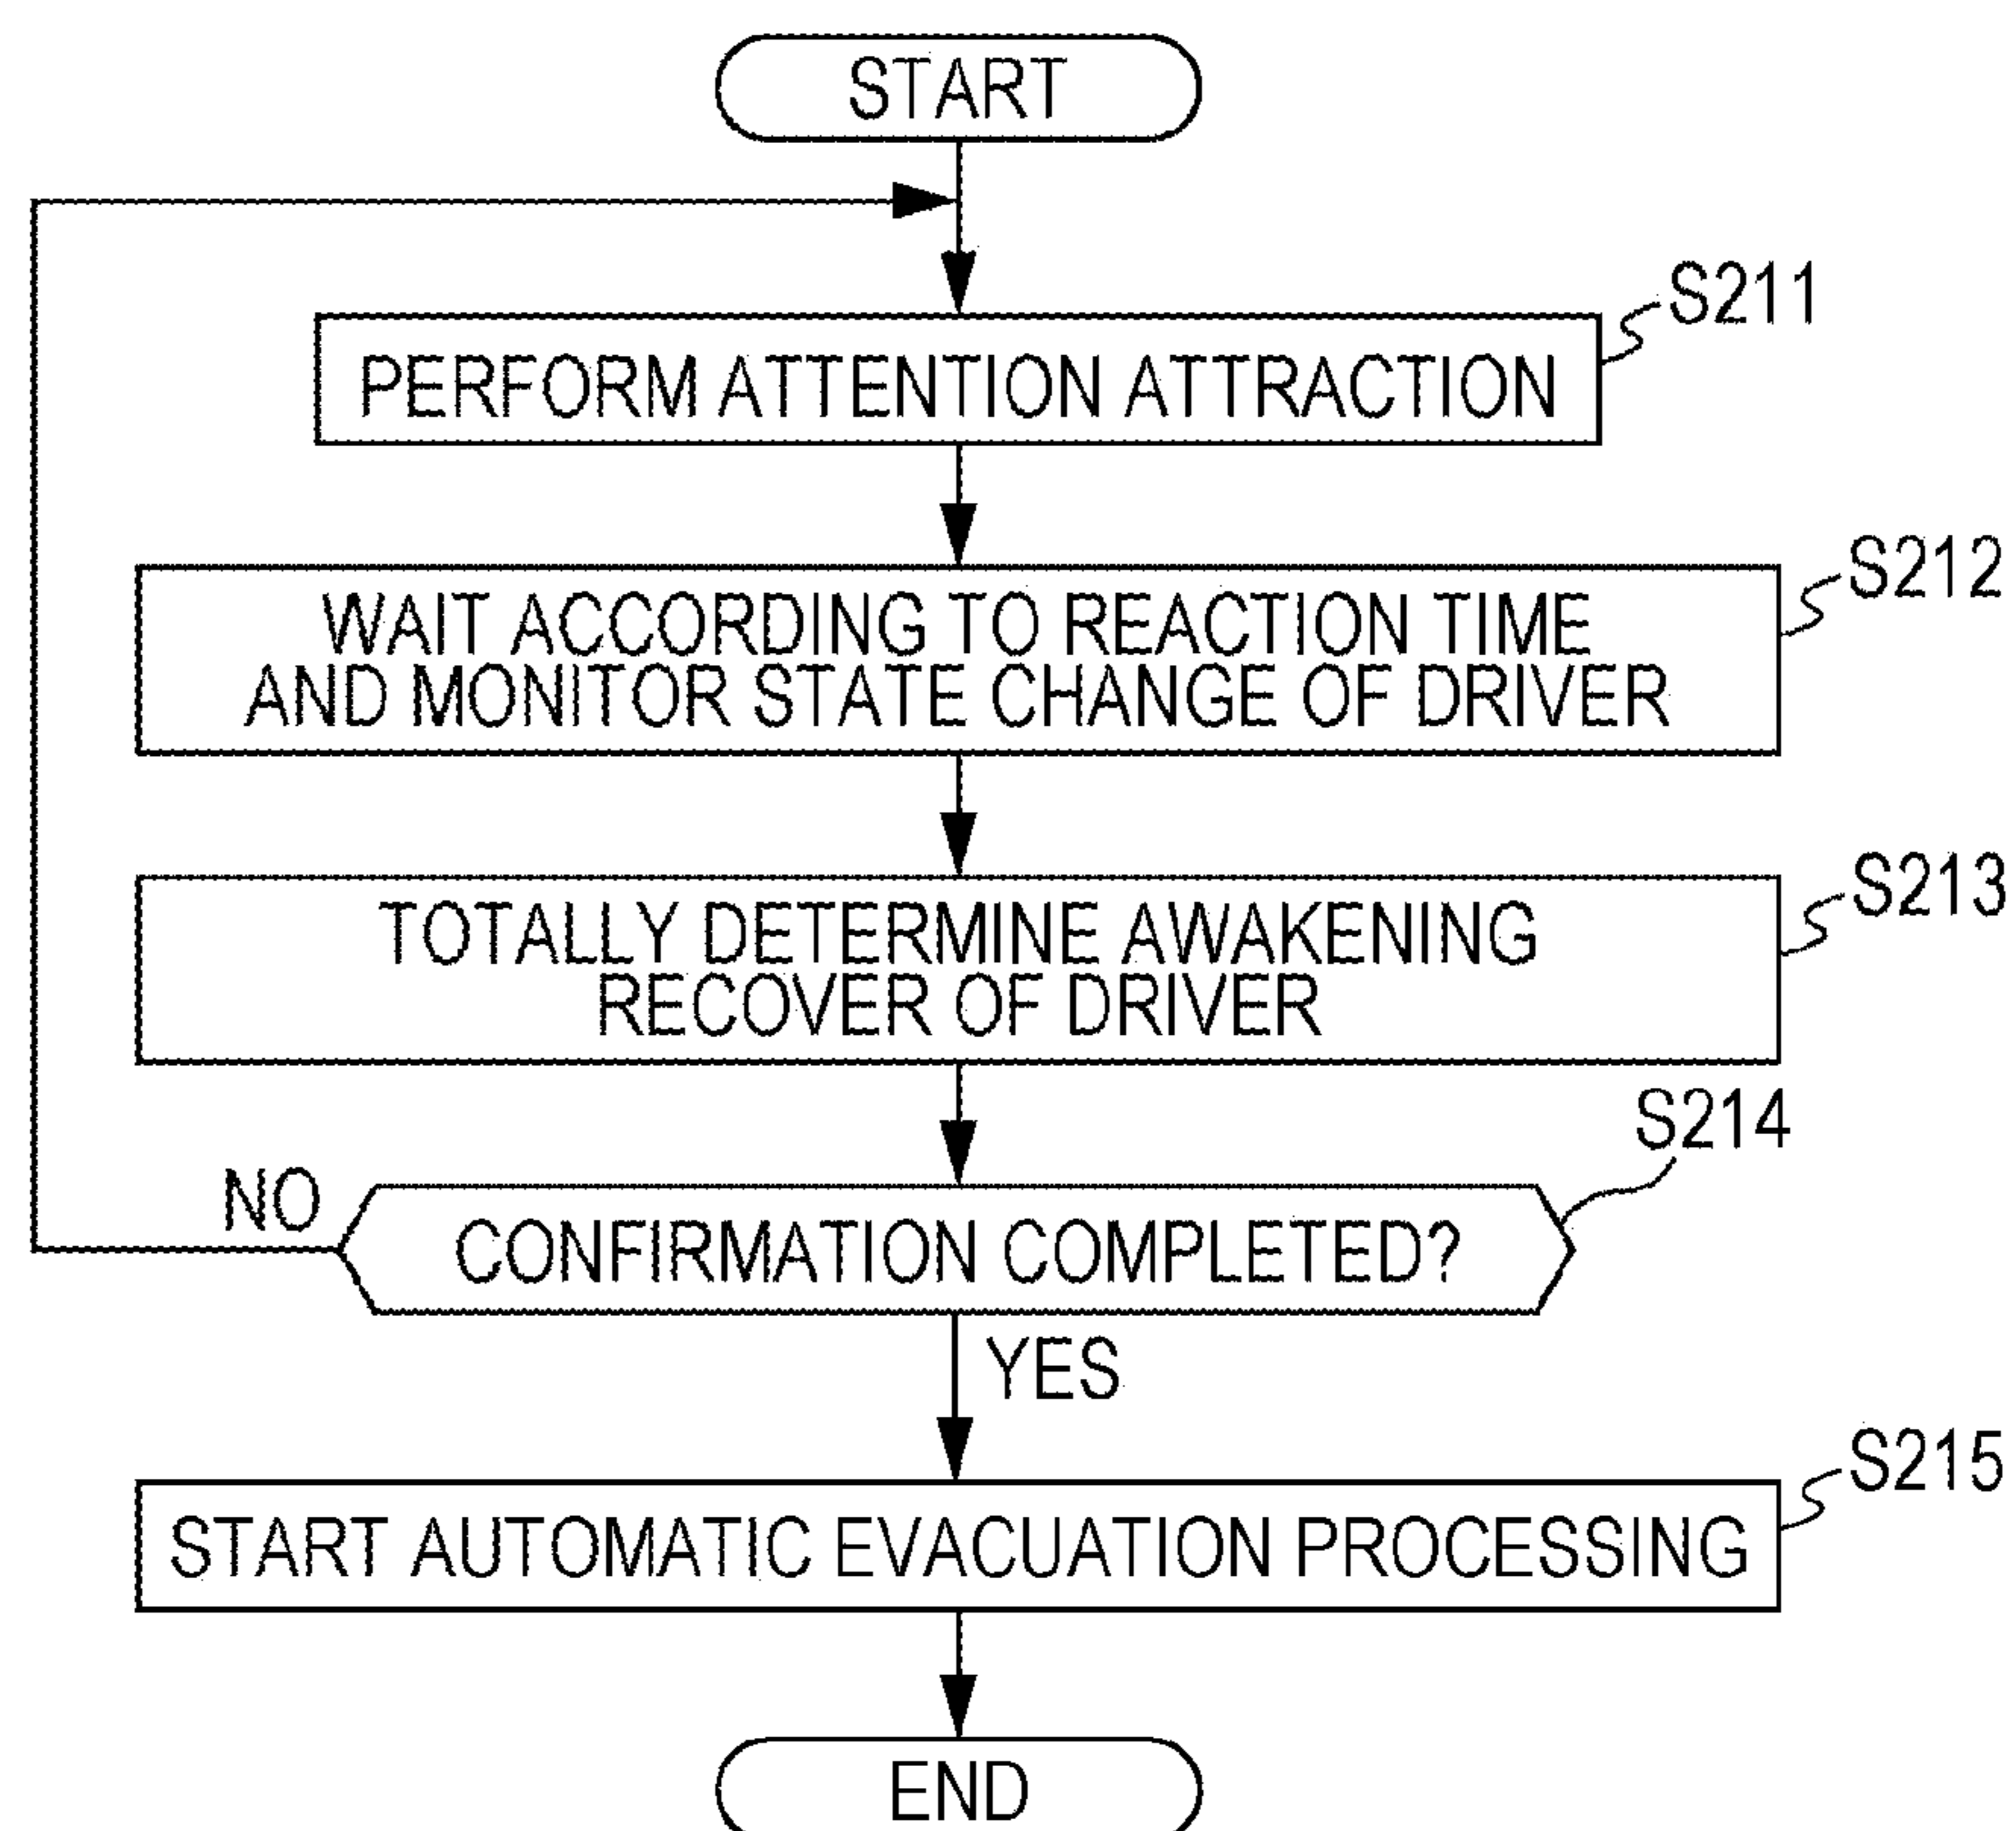 START
S211
PERFORM ATTENTION ATTRACTION
S212
WAIT ACCORDING TO REACTION TIME
AND MONITOR STATE CHANGE OF DRIVER
S213
TOTALLY DETERMINE AWAKENING
RECOVER OF DRIVER
S214
NO
CONFIRMATION COMPLETED?
YES
S215
START AUTOMATIC EVACUATION PROCESSING
END